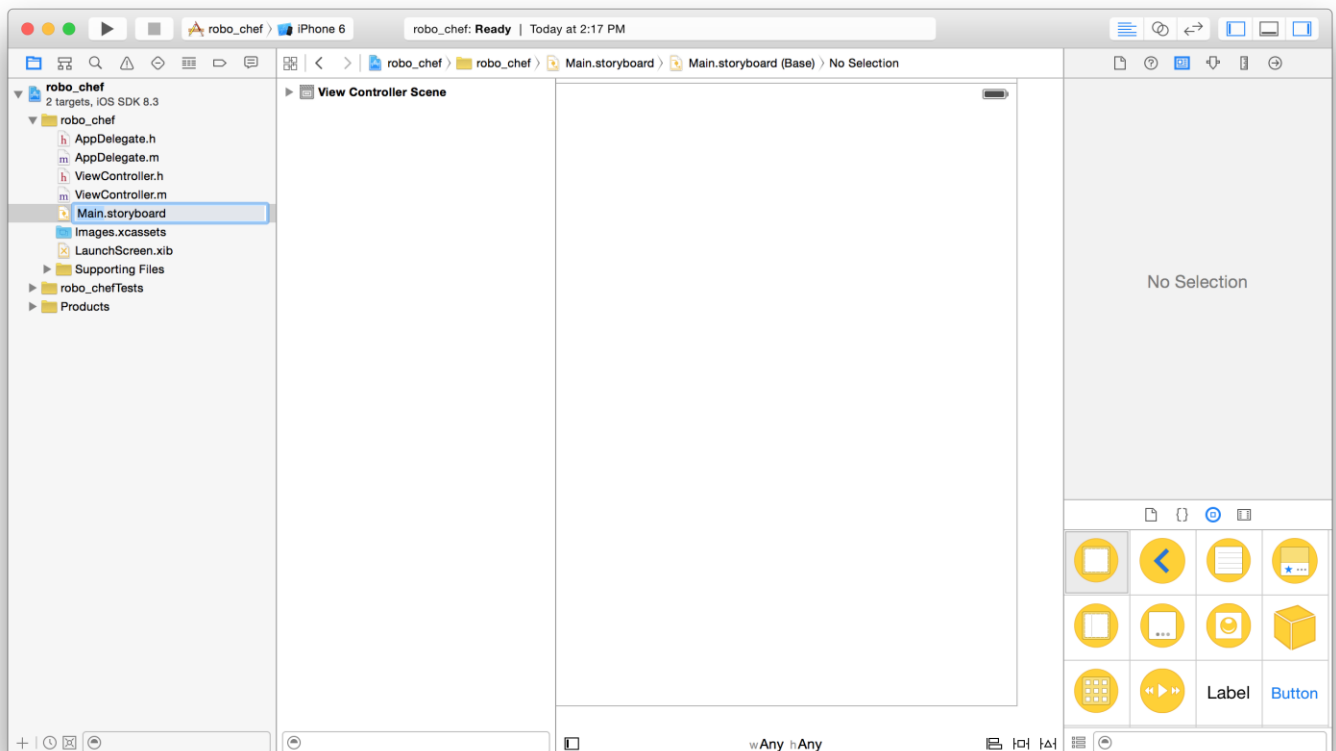 robo_chef 〉 iPhone 6
robo_chef: Ready | Today at 2:17 PM
robo_chef 〉 robo_chef 〉 Main.storyboard 〉 Main.storyboard (Base) 〉 No Selection
robo_chef
2 targets, iOS SDK 8.3
robo_chef
h AppDelegate.h
m AppDelegate.m
h ViewController.h
m ViewController.m
Main.storyboard
Images.xcassets
LaunchScreen.xib
Supporting Files
robo_chefTests
Products
View Controller Scene
No Selection
Label
Button
wAny hAny